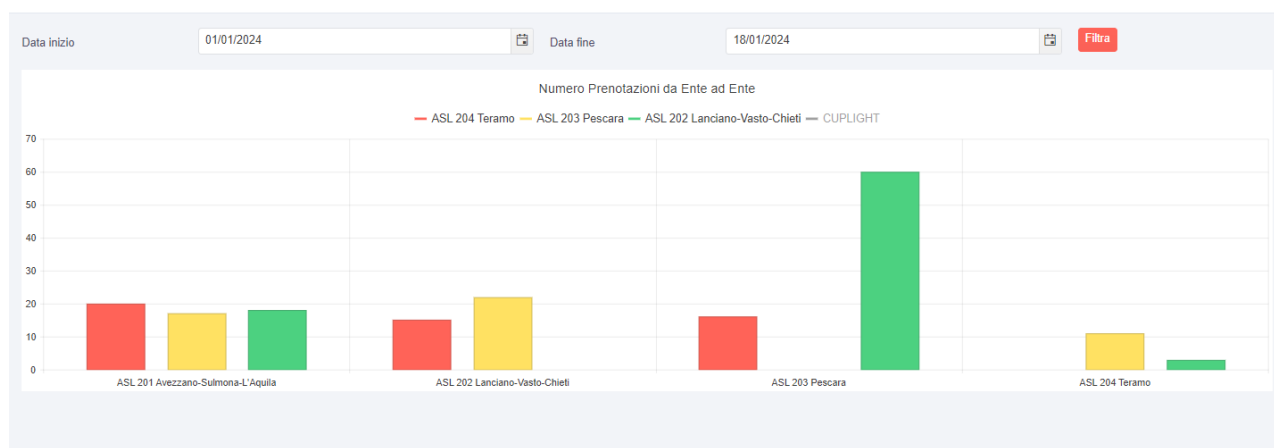 Data inizio 01/01/2024 Data fine 18/01/2024 Filtra
Numero Prenotazioni da Ente ad Ente
ASL 204 Teramo ASL 203 Pescara ASL 202 Lanciano-Vasto-Chieti CUPLIGHT
70
60
50
40
30
20
10
0
ASL 201 Avezzano-Sulmona-L'Aquila ASL 202 Lanciano-Vasto-Chieti ASL 203 Pescara ASL 204 Teramo